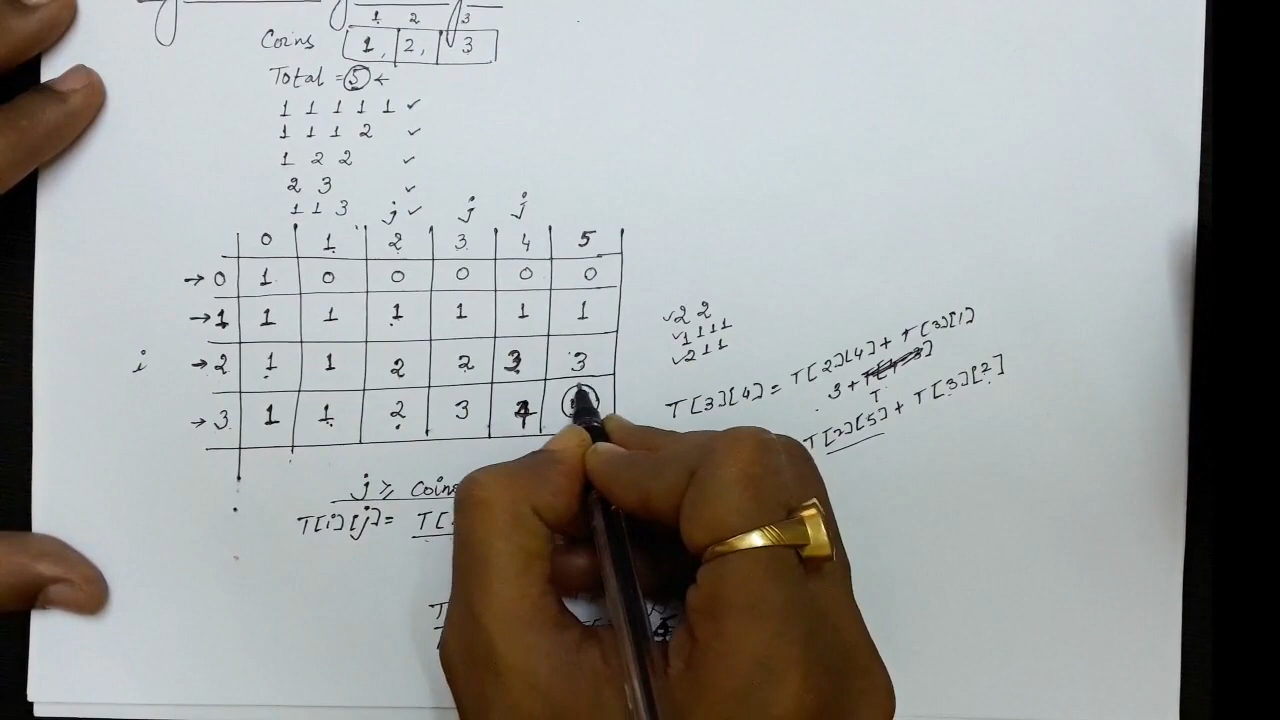 1 2 3
Coins 1, 2, 3
Total = 5 ←
1 1 1 1 1 ✓
1 1 1 2 ✓
1 2 2 ✓
2 3 ✓
1 1 3 ✓
j j j
0 1 2 3 4 5
→ 0 1 0 0 0 0 0
→ 1 1 1 1 1 1 1
i → 2 1 1 2 2 3 3
→ 3 1 1 2 3 4
✓ 2 2
✓ 1 1 1 1
✓ 2 1 1
T[3][4] = T[2][4] + T[3][1]
3 +
T
T[2][5] + T[3][2]
j ≥ Coins
T[i][j] = T[